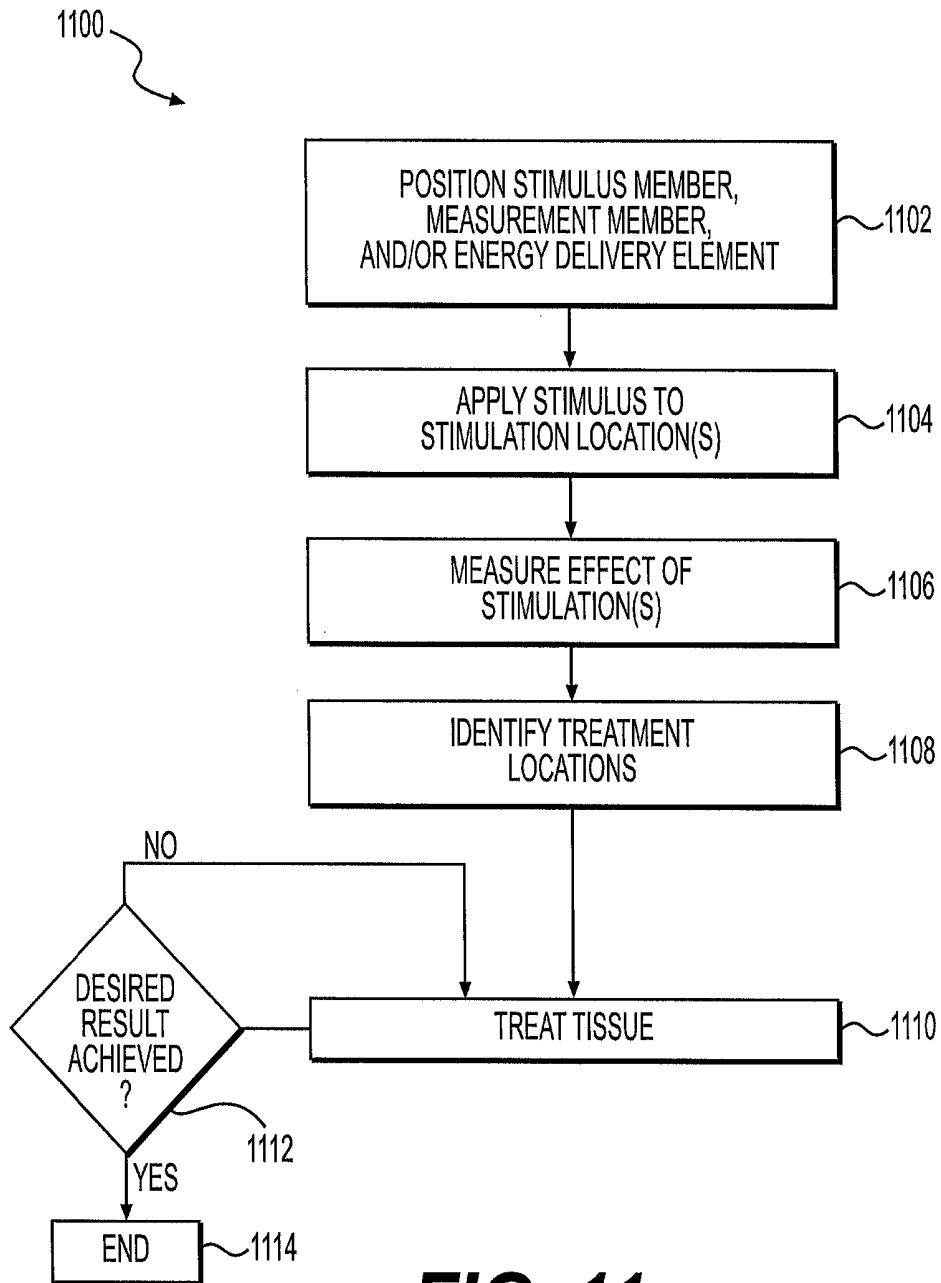 1100
POSITION STIMULUS MEMBER,
MEASUREMENT MEMBER,
AND/OR ENERGY DELIVERY ELEMENT
1102
APPLY STIMULUS TO
STIMULATION LOCATION(S)
1104
MEASURE EFFECT OF
STIMULATION(S)
1106
IDENTIFY TREATMENT
LOCATIONS
1108
NO
DESIRED
RESULT
ACHIEVED
?
1112
TREAT TISSUE
1110
YES
END
1114
FIG. 11